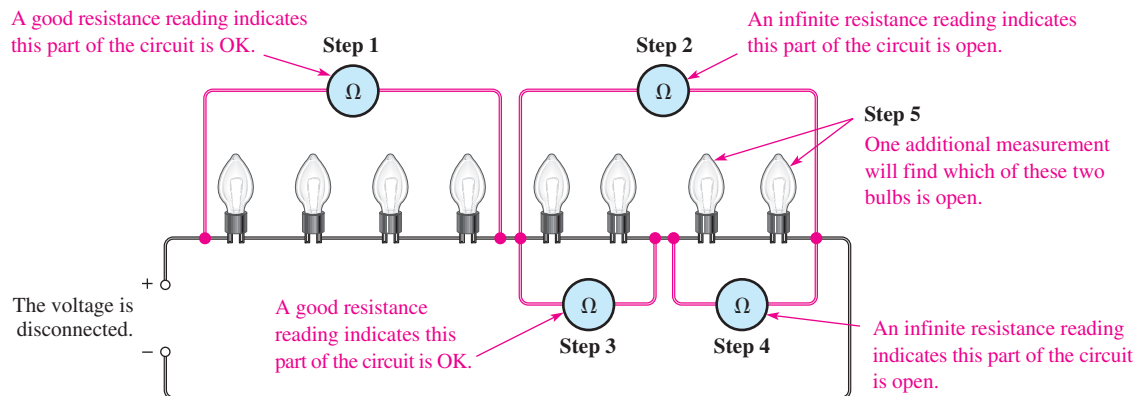 A good resistance reading indicates
this part of the circuit is OK.
Step 1
Ω
Step 2
Ω
An infinite resistance reading indicates
this part of the circuit is open.
Step 5
One additional measurement
will find which of these two
bulbs is open.
+
The voltage is
disconnected.
–
A good resistance
reading indicates this
part of the circuit is OK.
Ω
Step 3
Ω
Step 4
An infinite resistance reading
indicates this part of the circuit
is open.